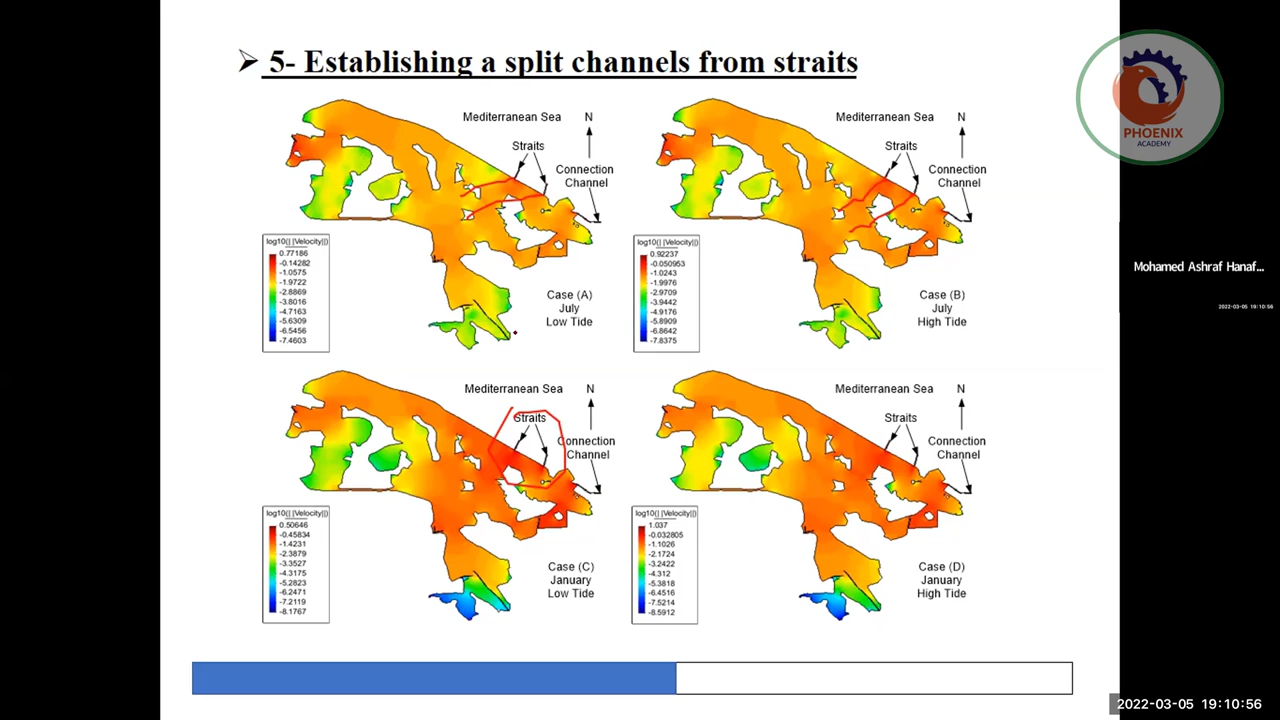 ➢ 5- Establishing a split channels from straits
PHOENIX
ACADEMY
Mediterranean Sea N
Straits
Connection
Channel
log10(| |Velocity||)
0.77186
-0.14282
-1.0575
-1.9722
-2.8869
-3.8016
-4.7163
-5.6309
-6.5456
-7.4603
Case (A)
July
Low Tide
Mediterranean Sea N
Straits
Connection
Channel
log10(| |Velocity||)
0.92237
-0.050953
-1.0243
-1.9976
-2.9709
-3.9442
-4.9176
-5.8909
-6.8642
-7.8375
Case (B)
July
High Tide
Mohamed Ashraf Hanaf...
2022-03-05 19:10:56
Mediterranean Sea N
Straits
Connection
Channel
log10(| |Velocity||)
0.50646
-0.45834
-1.4231
-2.3879
-3.3527
-4.3175
-5.2823
-6.2471
-7.2119
-8.1767
Case (C)
January
Low Tide
Mediterranean Sea N
Straits
Connection
Channel
log10(| |Velocity||)
1.037
-0.032805
-1.1026
-2.1724
-3.2422
-4.312
-5.3818
-6.4516
-7.5214
-8.5912
Case (D)
January
High Tide
2022-03-05 19:10:56